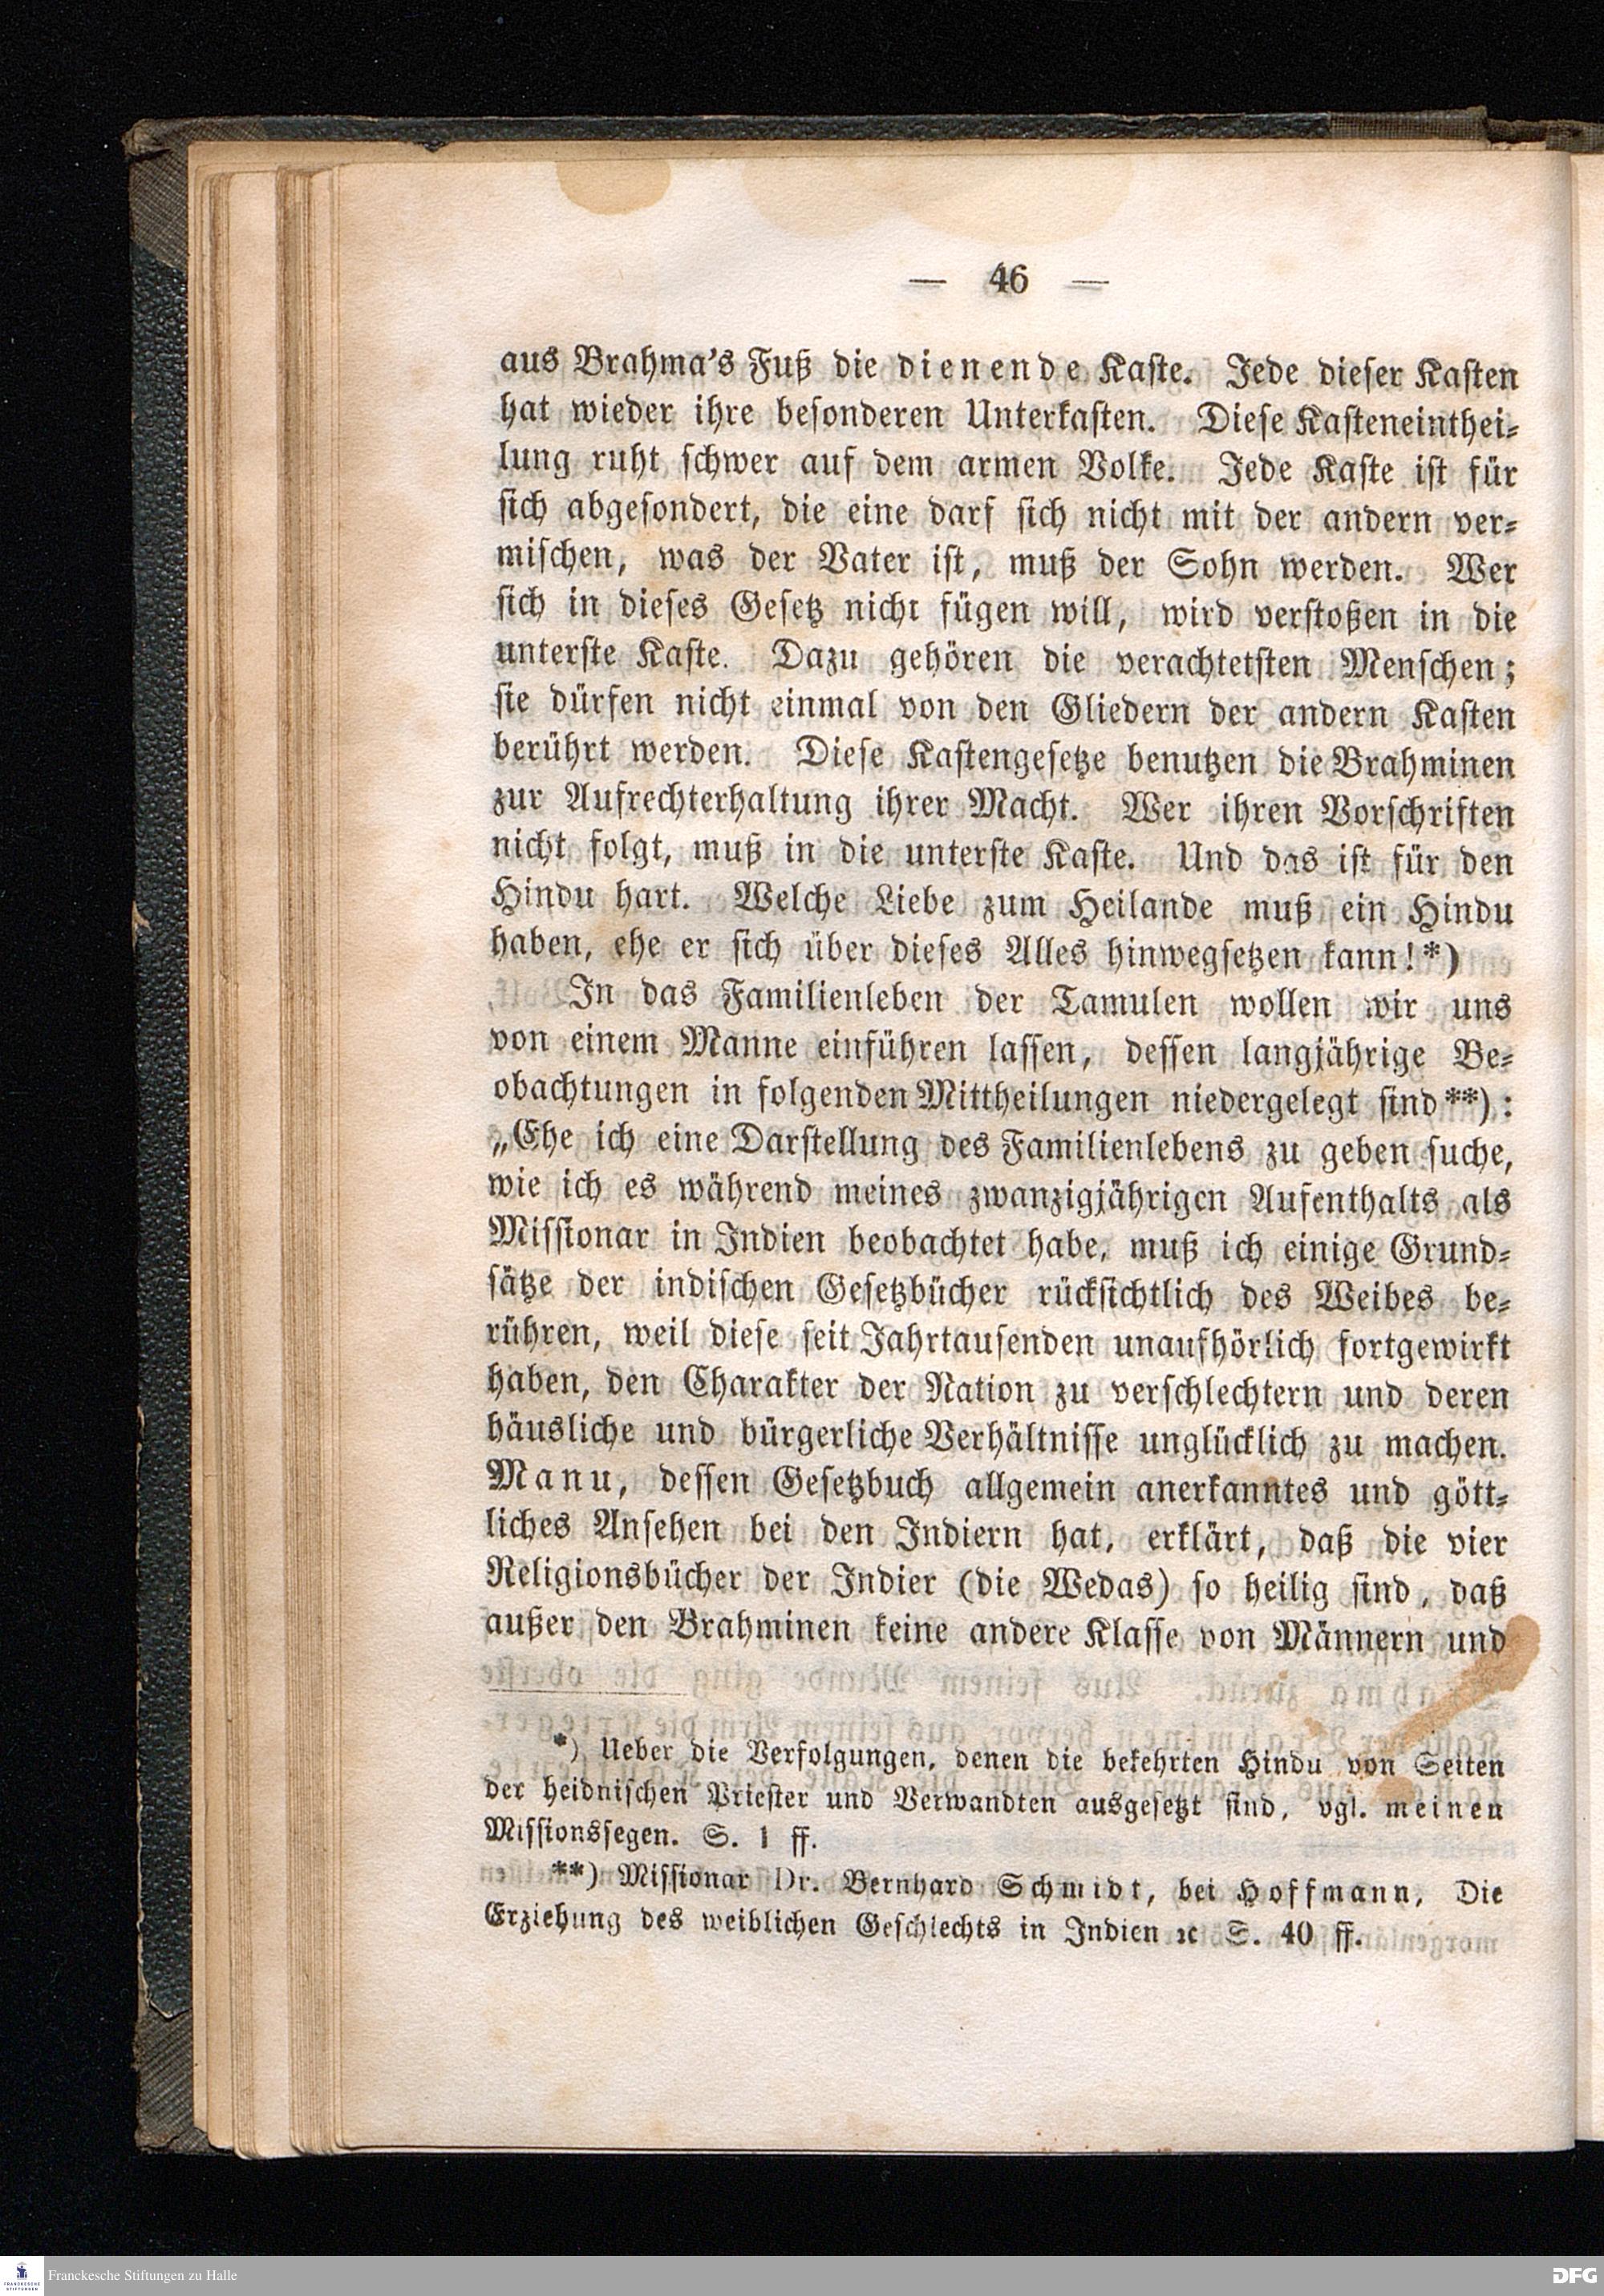 — 46 —
aus Brahma's Fuß die dienende Kaste. Jede dieser Kasten
hat wieder ihre besonderen Unterkasten. Diese Kasteneinthei-
lung ruht schwer auf dem armen Volke. Jede Kaste ist für
sich abgesondert, die eine darf sich nicht mit der andern ver-
mischen, was der Vater ist, muß der Sohn werden. Wer
sich in dieses Gesetz nicht fügen will, wird verstoßen in die
unterste Kaste. Dazu gehören die verachtetsten Menschen;
sie dürfen nicht einmal von den Gliedern der andern Kasten
berührt werden. Diese Kastengesetze benutzen die Brahminen
zur Aufrechterhaltung ihrer Macht. Wer ihren Vorschriften
nicht folgt, muß in die unterste Kaste. Und das ist für den
Hindu hart. Welche Liebe zum Heilande muß ein Hindu
haben, ehe er sich über dieses Alles hinwegsetzen kann!*)
In das Familienleben der Tamulen wollen wir uns
von einem Manne einführen lassen, dessen langjährige Be-
obachtungen in folgenden Mittheilungen niedergelegt sind**):
„Ehe ich eine Darstellung des Familienlebens zu geben suche,
wie ich es während meines zwanzigjährigen Aufenthalts als
Missionar in Indien beobachtet habe, muß ich einige Grund-
sätze der indischen Gesetzbücher rücksichtlich des Weibes be-
rühren, weil diese seit Jahrtausenden unaufhörlich fortgewirkt
haben, den Charakter der Nation zu verschlechtern und deren
häusliche und bürgerliche Verhältnisse unglücklich zu machen.
Manu, dessen Gesetzbuch allgemein anerkanntes und gött-
liches Ansehen bei den Indiern hat, erklärt, daß die vier
Religionsbücher der Indier (die Wedas) so heilig sind, daß
außer den Brahminen keine andere Klasse von Männern und
*) Ueber die Verfolgungen, denen die bekehrten Hindu von Seiten
der heidnischen Priester und Verwandten ausgesetzt sind, vgl. meinen
Missionssegen. S. 1 ff.
**) Missionar Dr. Bernhard Schmidt, bei Hoffmann, Die
Erziehung des weiblichen Geschlechts in Indien ꝛc S. 40 ff.
FRANCKESCHE STIFTUNGEN
Franckesche Stiftungen zu Halle
DFG